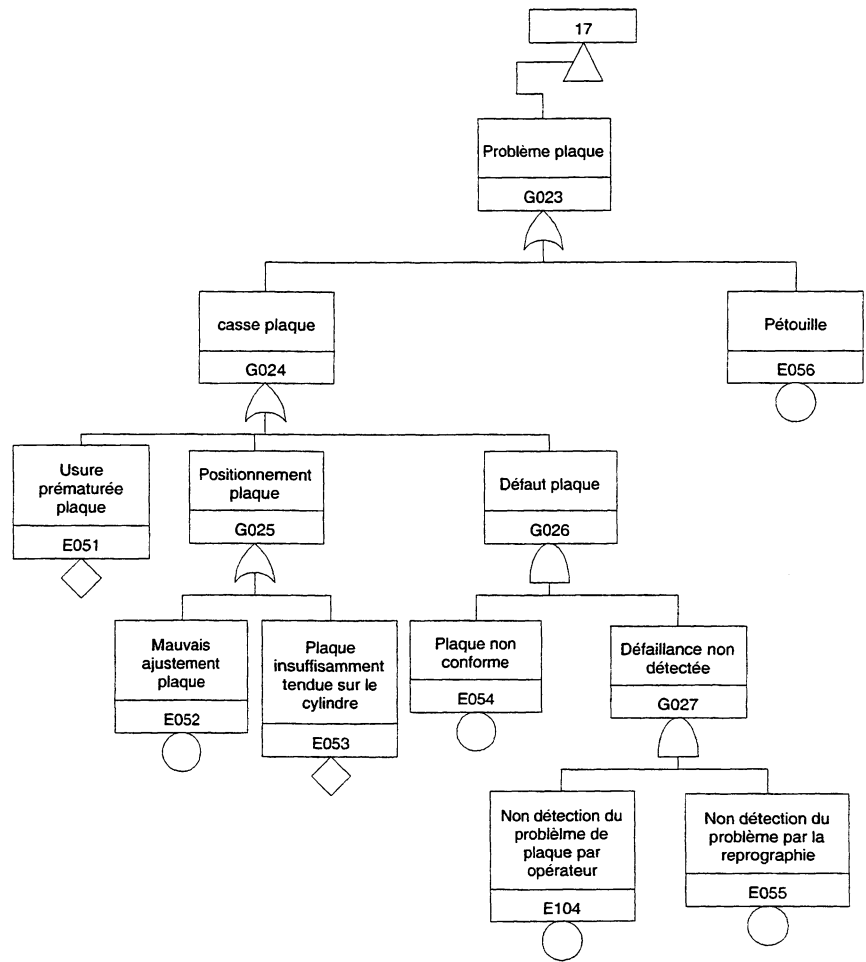 17
Problème plaque
G023
casse plaque
G024
Pétouille
E056
Usure
prématurée
plaque
E051
Positionnement
plaque
G025
Défaut plaque
G026
Mauvais
ajustement
plaque
E052
Plaque
insuffisamment
tendue sur le
cylindre
E053
Plaque non
conforme
E054
Défaillance non
détectée
G027
Non détection du
problèlme de
plaque par
opérateur
E104
Non détection du
problème par la
reprographie
E055